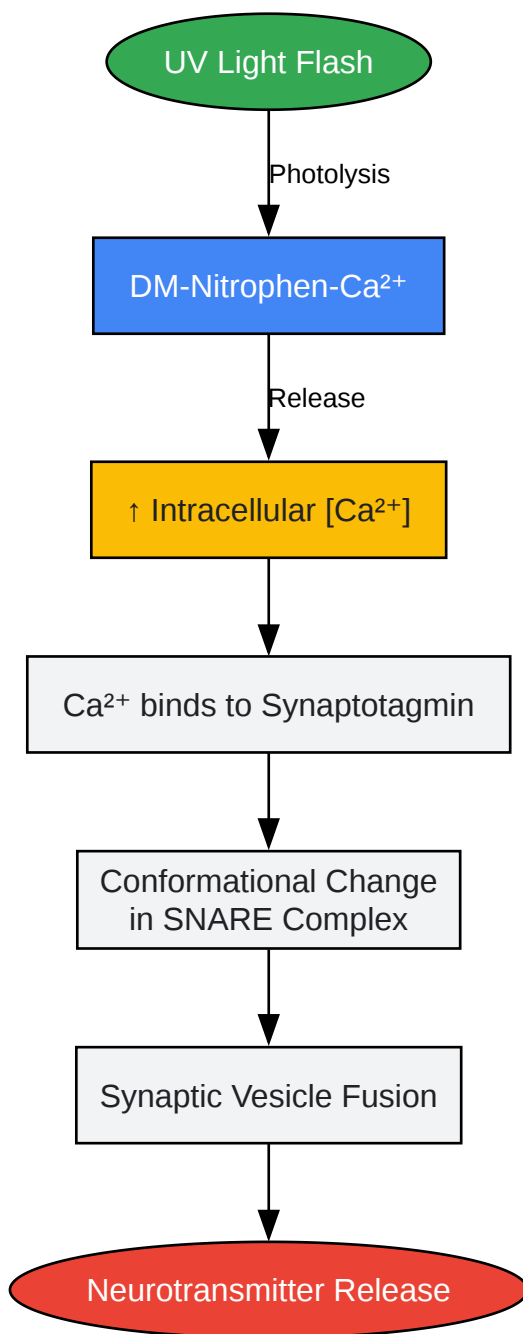 UV Light Flash
Photolysis
DM-Nitrophen-Ca²⁺
Release
↑ Intracellular [Ca²⁺]
Ca²⁺ binds to Synaptotagmin
Conformational Change
in SNARE Complex
Synaptic Vesicle Fusion
Neurotransmitter Release